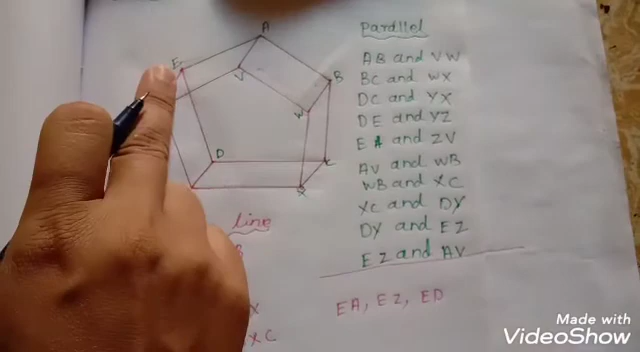 Parallel
A
E
AB and VW
V
B
BC and WX
DC and YX
W
DE and YZ
EA and ZV
D
C
AV and WB
WB and XC
X
XC and DY
line
DY and EZ
EZ and AV
EA, EZ, ED
X
XC
Made with
VideoShow